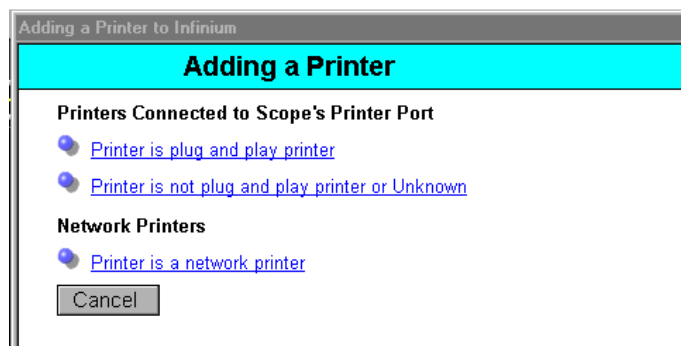 Adding a Printer to Infinium
Adding a Printer
Printers Connected to Scope's Printer Port
Printer is plug and play printer
Printer is not plug and play printer or Unknown
Network Printers
Printer is a network printer
Cancel